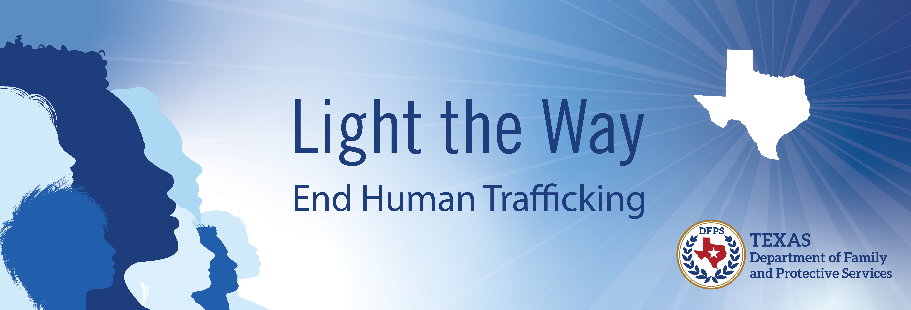 Light the Way
End Human Trafficking
DFPS
TEXAS
Department of Family
and Protective Services